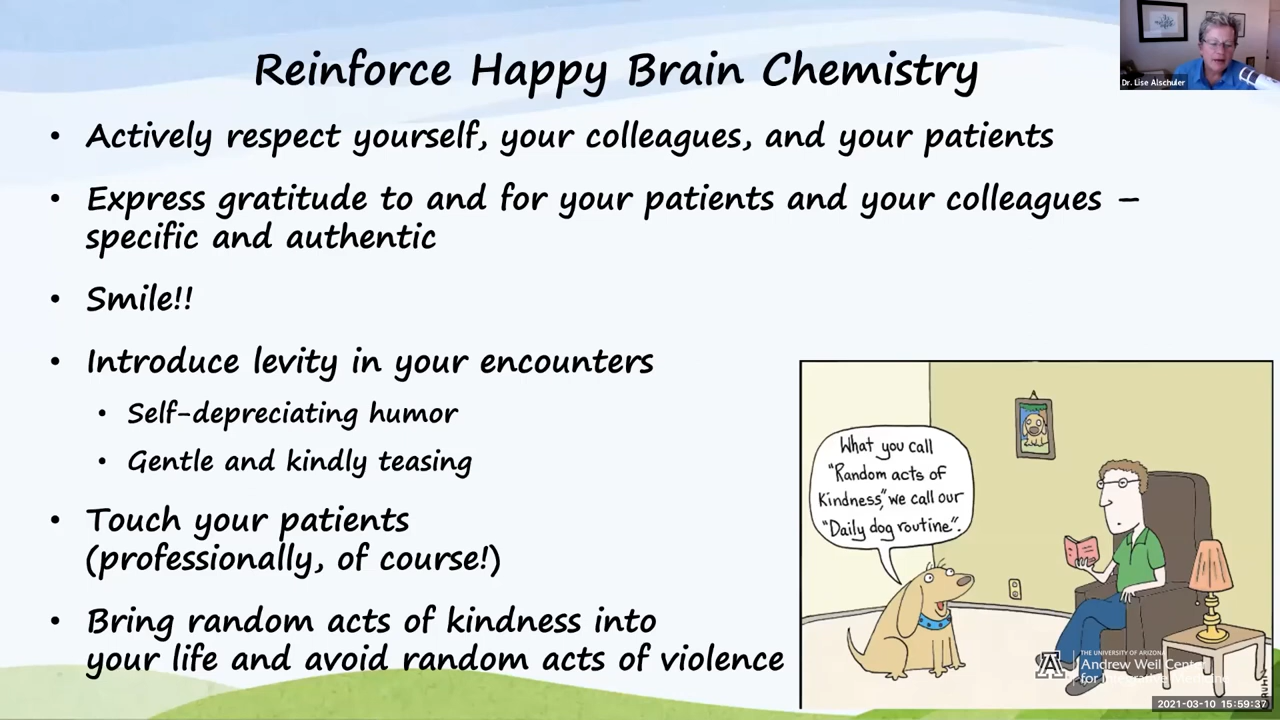 Reinforce Happy Brain Chemistry
Dr. Lise Alschuler
• Actively respect yourself, your colleagues, and your patients
• Express gratitude to and for your patients and your colleagues –
specific and authentic
• Smile!!
• Introduce levity in your encounters
• Self-depreciating humor
• Gentle and kindly teasing
• Touch your patients
(professionally, of course!)
• Bring random acts of kindness into
your life and avoid random acts of violence
What you call
"Random acts of
Kindness," we call our
"Daily dog routine".
THE UNIVERSITY OF ARIZONA
Andrew Weil Center
for Integrative Medicine
2021-03-10 15:59:37